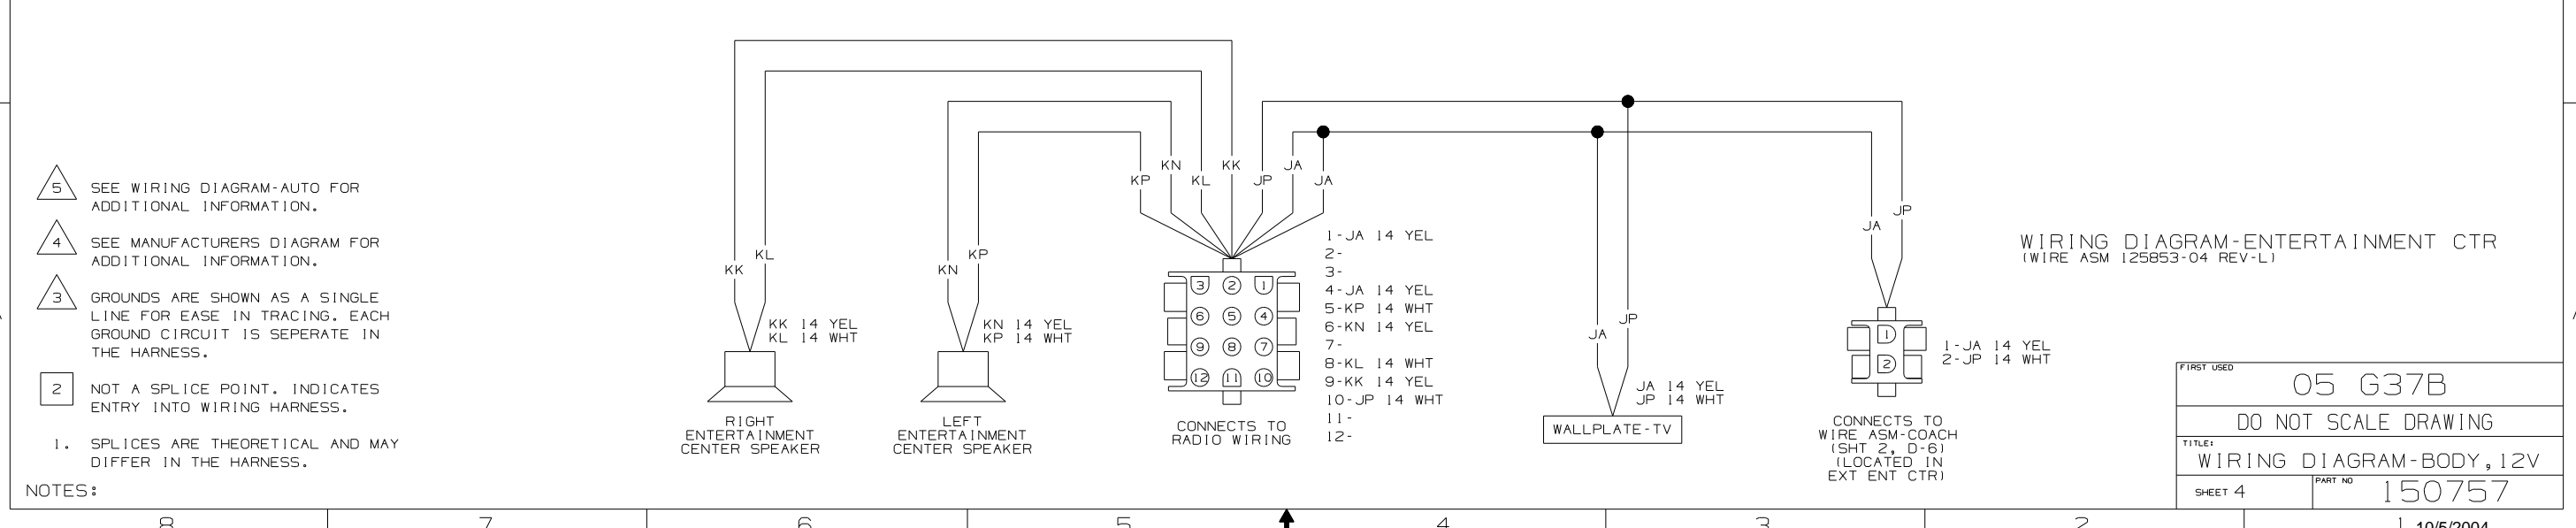 5 SEE WIRING DIAGRAM-AUTO FOR
ADDITIONAL INFORMATION.
4 SEE MANUFACTURERS DIAGRAM FOR
ADDITIONAL INFORMATION.
3 GROUNDS ARE SHOWN AS A SINGLE
LINE FOR EASE IN TRACING. EACH
GROUND CIRCUIT IS SEPERATE IN
THE HARNESS.
2 NOT A SPLICE POINT. INDICATES
ENTRY INTO WIRING HARNESS.
1. SPLICES ARE THEORETICAL AND MAY
DIFFER IN THE HARNESS.
NOTES:
KK
KL
KK 14 YEL
KL 14 WHT
RIGHT
ENTERTAINMENT
CENTER SPEAKER
KN
KP
KN 14 YEL
KP 14 WHT
LEFT
ENTERTAINMENT
CENTER SPEAKER
KP
KN
KL
KK
JP
JA
JA
3 2 1
6 5 4
9 8 7
12 11 10
CONNECTS TO
RADIO WIRING
1-JA 14 YEL
2-
3-
4-JA 14 YEL
5-KP 14 WHT
6-KN 14 YEL
7-
8-KL 14 WHT
9-KK 14 YEL
10-JP 14 WHT
11-
12-
JA
JP
JA 14 YEL
JP 14 WHT
WALLPLATE-TV
JA
JP
1
2
1-JA 14 YEL
2-JP 14 WHT
CONNECTS TO
WIRE ASM-COACH
(SHT 2, D-6)
(LOCATED IN
EXT ENT CTR)
WIRING DIAGRAM-ENTERTAINMENT CTR
(WIRE ASM 125853-04 REV-L)
FIRST USED
05 G37B
DO NOT SCALE DRAWING
TITLE:
WIRING DIAGRAM-BODY,12V
SHEET 4
PART NO
150757
8 7 6 5 4 3 2 1
10/5/2004